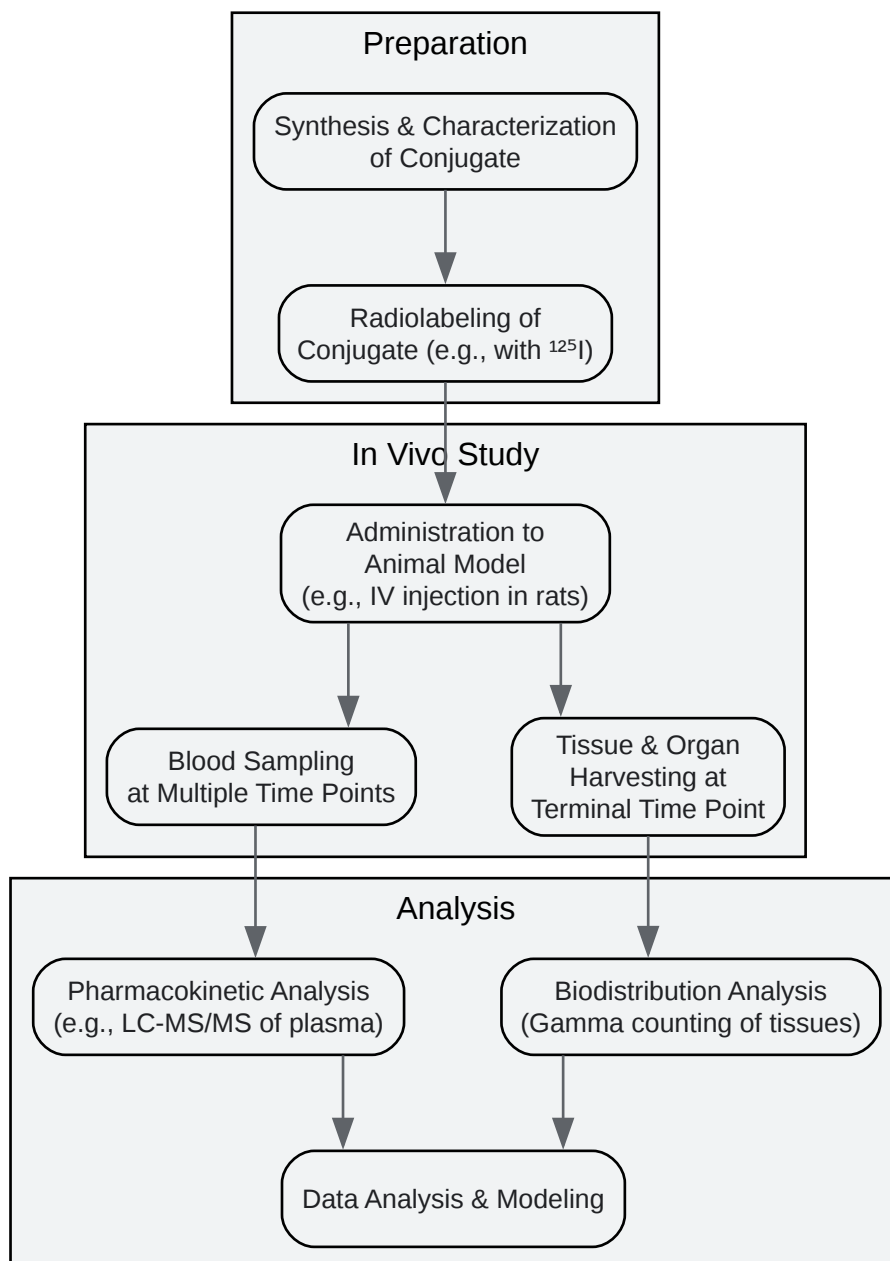 Preparation
Synthesis & Characterization
of Conjugate
Radiolabeling of
Conjugate (e.g., with ¹²⁵I)
In Vivo Study
Administration to
Animal Model
(e.g., IV injection in rats)
Blood Sampling
at Multiple Time Points
Tissue & Organ
Harvesting at
Terminal Time Point
Analysis
Pharmacokinetic Analysis
(e.g., LC-MS/MS of plasma)
Biodistribution Analysis
(Gamma counting of tissues)
Data Analysis & Modeling